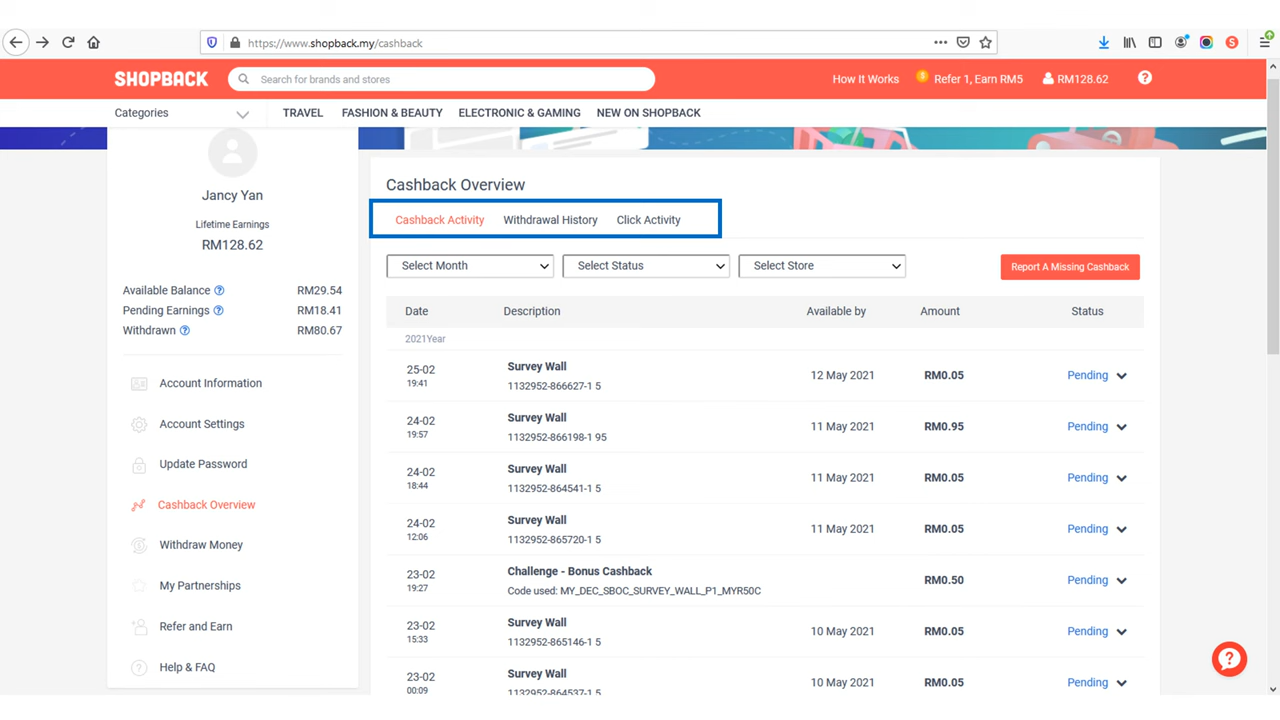 https://www.shopback.my/cashback
SHOPBACK
Search for brands and stores
How It Works
Refer 1, Earn RM5
RM128.62
Categories
TRAVEL
FASHION & BEAUTY
ELECTRONIC & GAMING
NEW ON SHOPBACK
Jancy Yan
Lifetime Earnings
RM128.62
Available Balance RM29.54
Pending Earnings RM18.41
Withdrawn RM80.67
Account Information
Account Settings
Update Password
Cashback Overview
Withdraw Money
My Partnerships
Refer and Earn
Help & FAQ
Cashback Overview
Cashback Activity Withdrawal History Click Activity
Select Month Select Status Select Store Report A Missing Cashback
Date Description Available by Amount Status
2021Year
25-02
19:41
Survey Wall
1132952-866627-1 5
12 May 2021 RM0.05 Pending
24-02
19:57
Survey Wall
1132952-866198-1 95
11 May 2021 RM0.95 Pending
24-02
18:44
Survey Wall
1132952-864541-1 5
11 May 2021 RM0.05 Pending
24-02
12:06
Survey Wall
1132952-865720-1 5
11 May 2021 RM0.05 Pending
23-02
19:27
Challenge - Bonus Cashback
Code used: MY_DEC_SBOC_SURVEY_WALL_P1_MYR50C
RM0.50 Pending
23-02
15:33
Survey Wall
1132952-865146-1 5
10 May 2021 RM0.05 Pending
23-02
00:09
Survey Wall
1132952-864537-1 5
10 May 2021 RM0.05 Pending